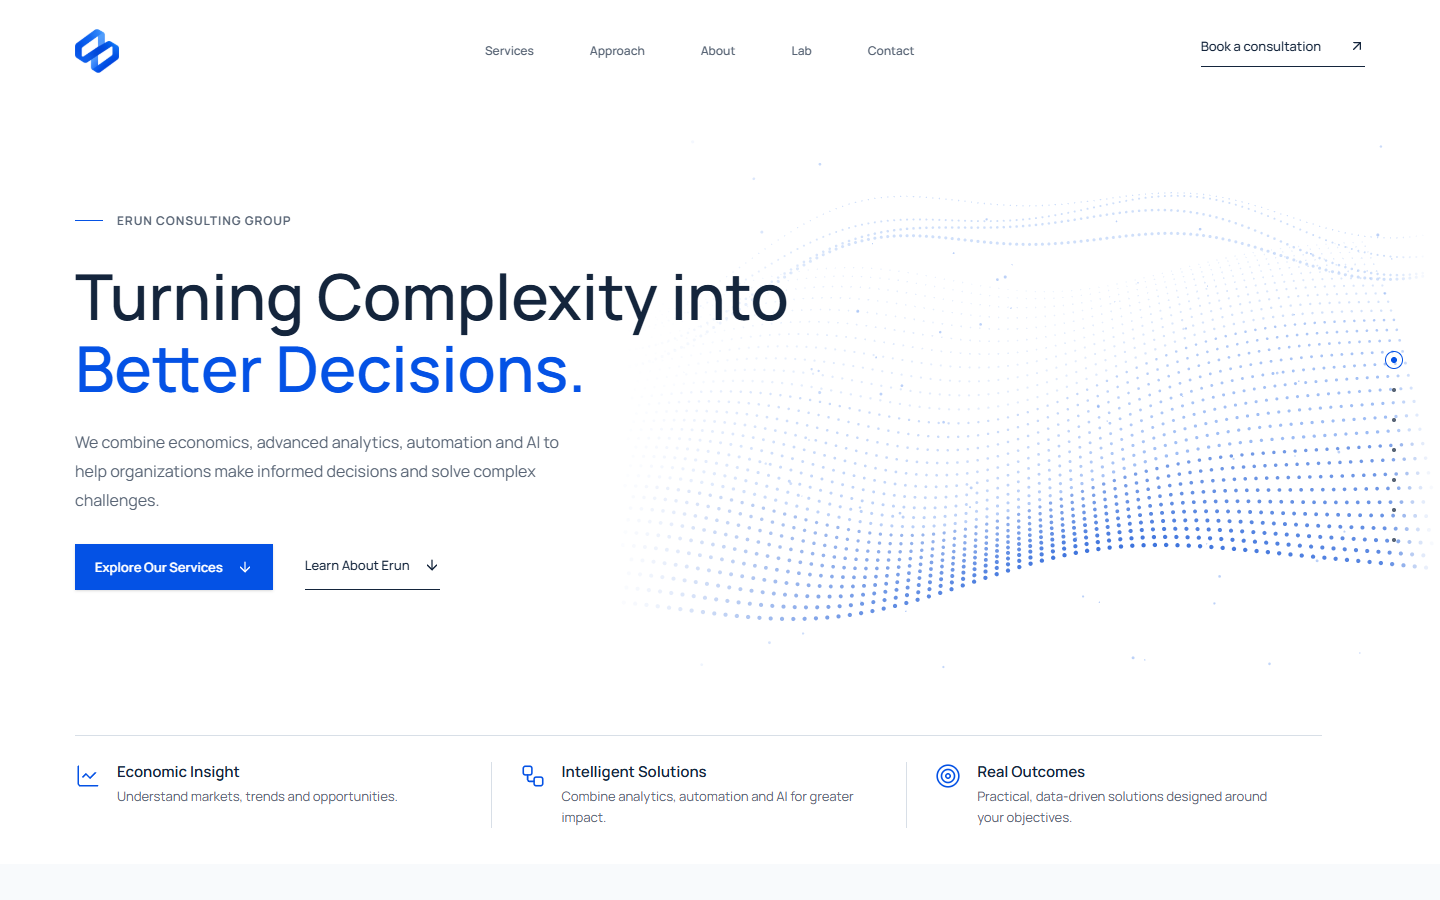 Services
Approach
About
Lab
Contact
Book a consultation
ERUN CONSULTING GROUP
Turning Complexity into
Better Decisions.
We combine economics, advanced analytics, automation and AI to
help organizations make informed decisions and solve complex
challenges.
Explore Our Services
Learn About Erun
Economic Insight
Understand markets, trends and opportunities.
Intelligent Solutions
Combine analytics, automation and AI for greater
impact.
Real Outcomes
Practical, data-driven solutions designed around
your objectives.